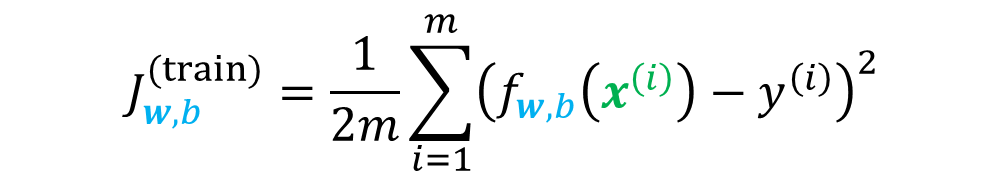 J_{w,b}^{(train)} = \frac{1}{2m} \sum_{i=1}^{m} (f_{w,b}(x^{(i)}) − y^{(i)})^2